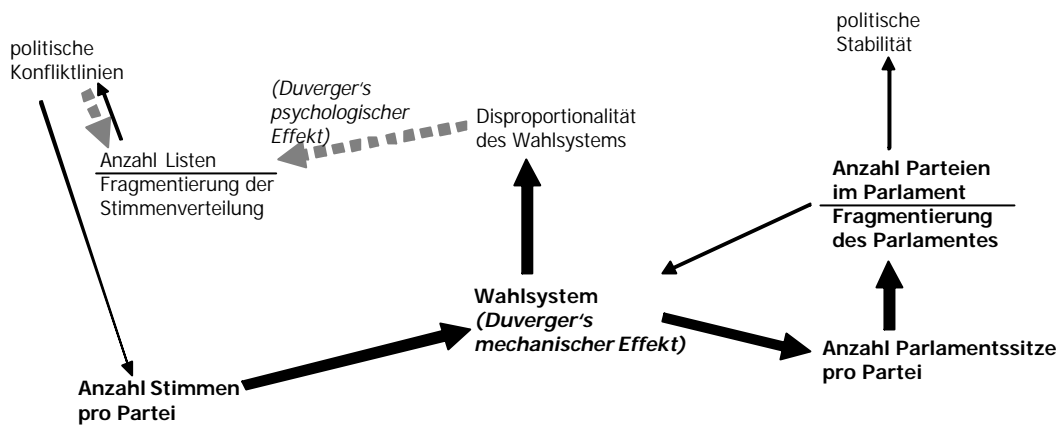 politische
Konfliktlinien
(Duverger's
psychologischer
Effekt)
Disproportionalität
des Wahlsystems
politische
Stabilität
Anzahl Listen
Fragmentierung der
Stimmenverteilung
Anzahl Parteien
im Parlament
Fragmentierung
des Parlamentes
Wahlsystem
(Duverger's
mechanischer Effekt)
Anzahl Parlamentssitze
pro Partei
Anzahl Stimmen
pro Partei